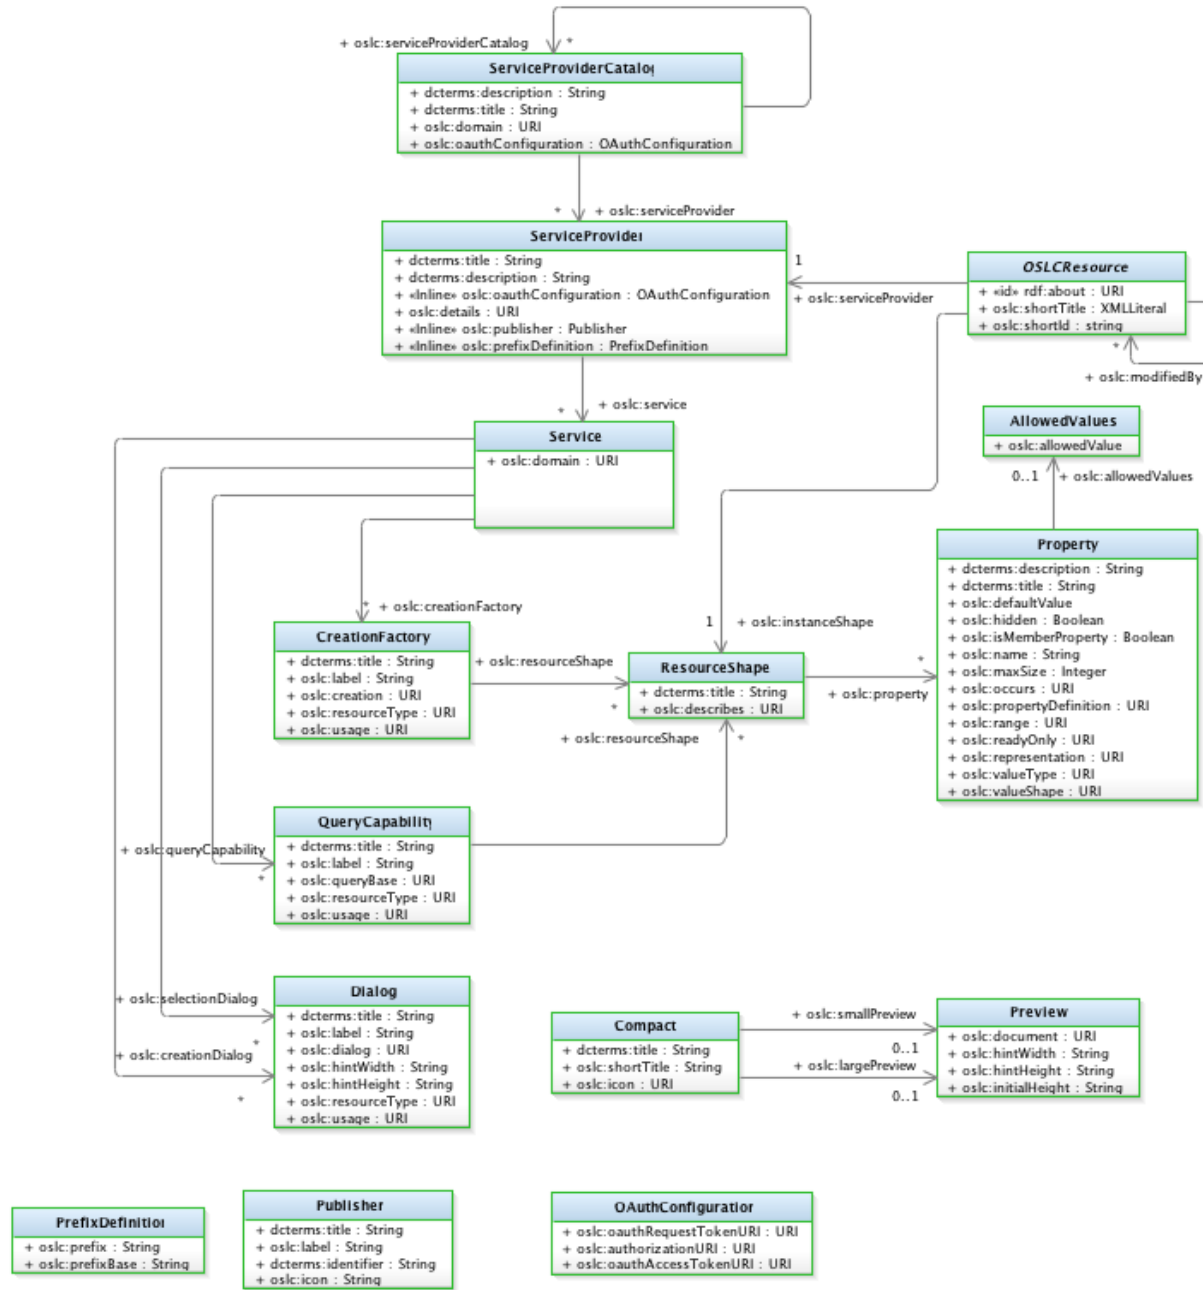 + oslc:serviceProviderCatalog *
ServiceProviderCatalog
+ dcterms:description : String
+ dcterms:title : String
+ oslc:domain : URI
+ oslc:oauthConfiguration : OAuthConfiguration
* + oslc:serviceProvider
ServiceProvider
+ dcterms:title : String
+ dcterms:description : String
+ «Inline» oslc:oauthConfiguration : OAuthConfiguration
+ oslc:details : URI
+ «Inline» oslc:publisher : Publisher
+ «Inline» oslc:prefixDefinition : PrefixDefinition
1
+ oslc:serviceProvider
OSLCResource
+ «id» rdf:about : URI
+ oslc:shortTitle : XMLLiteral
+ oslc:shortId : string
*
+ oslc:modifiedBy
* + oslc:service
Service
+ oslc:domain : URI
AllowedValues
+ oslc:allowedValue
0..1 + oslc:allowedValues
Property
+ dcterms:description : String
+ dcterms:title : String
+ oslc:defaultValue
+ oslc:hidden : Boolean
+ oslc:isMemberProperty : Boolean
+ oslc:name : String
+ oslc:maxSize : Integer
+ oslc:occurs : URI
+ oslc:propertyDefinition : URI
+ oslc:range : URI
+ oslc:readyOnly : URI
+ oslc:representation : URI
+ oslc:valueType : URI
+ oslc:valueShape : URI
* + oslc:creationFactory
CreationFactory
+ dcterms:title : String
+ oslc:label : String
+ oslc:creation : URI
+ oslc:resourceType : URI
+ oslc:usage : URI
+ oslc:resourceShape
*
1 + oslc:instanceShape
ResourceShape
+ dcterms:title : String
+ oslc:describes : URI
*
+ oslc:property
+ oslc:resourceShape *
QueryCapability
+ dcterms:title : String
+ oslc:label : String
+ oslc:queryBase : URI
+ oslc:resourceType : URI
+ oslc:usage : URI
+ oslc:queryCapability
*
Dialog
+ dcterms:title : String
+ oslc:label : String
+ oslc:dialog : URI
+ oslc:hintWidth : String
+ oslc:hintHeight : String
+ oslc:resourceType : URI
+ oslc:usage : URI
+ oslc:selectionDialog
*
+ oslc:creationDialog
*
Compact
+ dcterms:title : String
+ oslc:shortTitle : String
+ oslc:icon : URI
+ oslc:smallPreview
0..1
+ oslc:largePreview
0..1
Preview
+ oslc:document : URI
+ oslc:hintWidth : String
+ oslc:hintHeight : String
+ oslc:initialHeight : String
PrefixDefinition
+ oslc:prefix : String
+ oslc:prefixBase : String
Publisher
+ dcterms:title : String
+ oslc:label : String
+ dcterms:identifier : String
+ oslc:icon : String
OAuthConfiguration
+ oslc:oauthRequestTokenURI : URI
+ oslc:authorizationURI : URI
+ oslc:oauthAccessTokenURI : URI